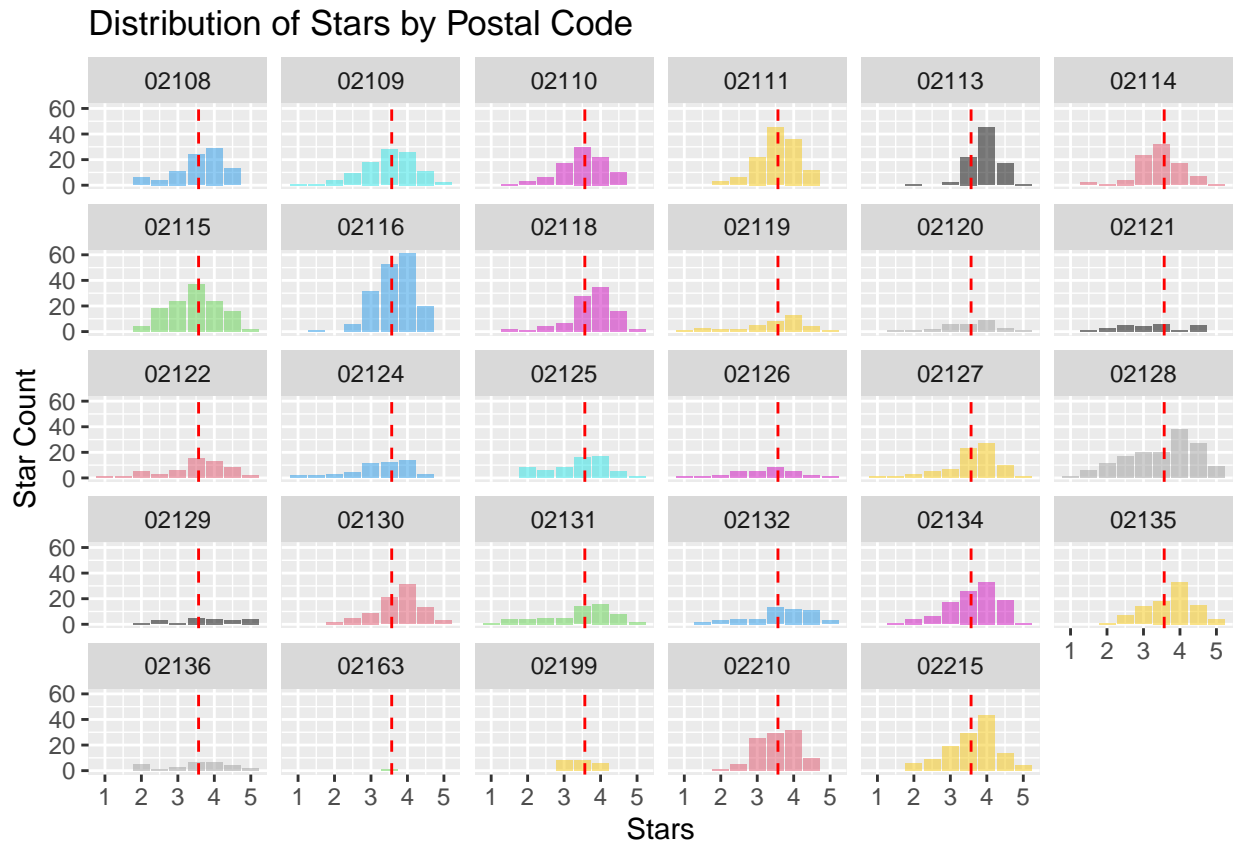 Distribution of Stars by Postal Code
02108 02109 02110 02111 02113 02114
60
40
20
0
02115 02116 02118 02119 02120 02121
60
40
20
0
02122 02124 02125 02126 02127 02128
60
40
20
0
Star Count
02129 02130 02131 02132 02134 02135
60
40
20
0
1 2 3 4 5
02136 02163 02199 02210 02215
60
40
20
0
1 2 3 4 5 1 2 3 4 5 1 2 3 4 5 1 2 3 4 5 1 2 3 4 5
Stars